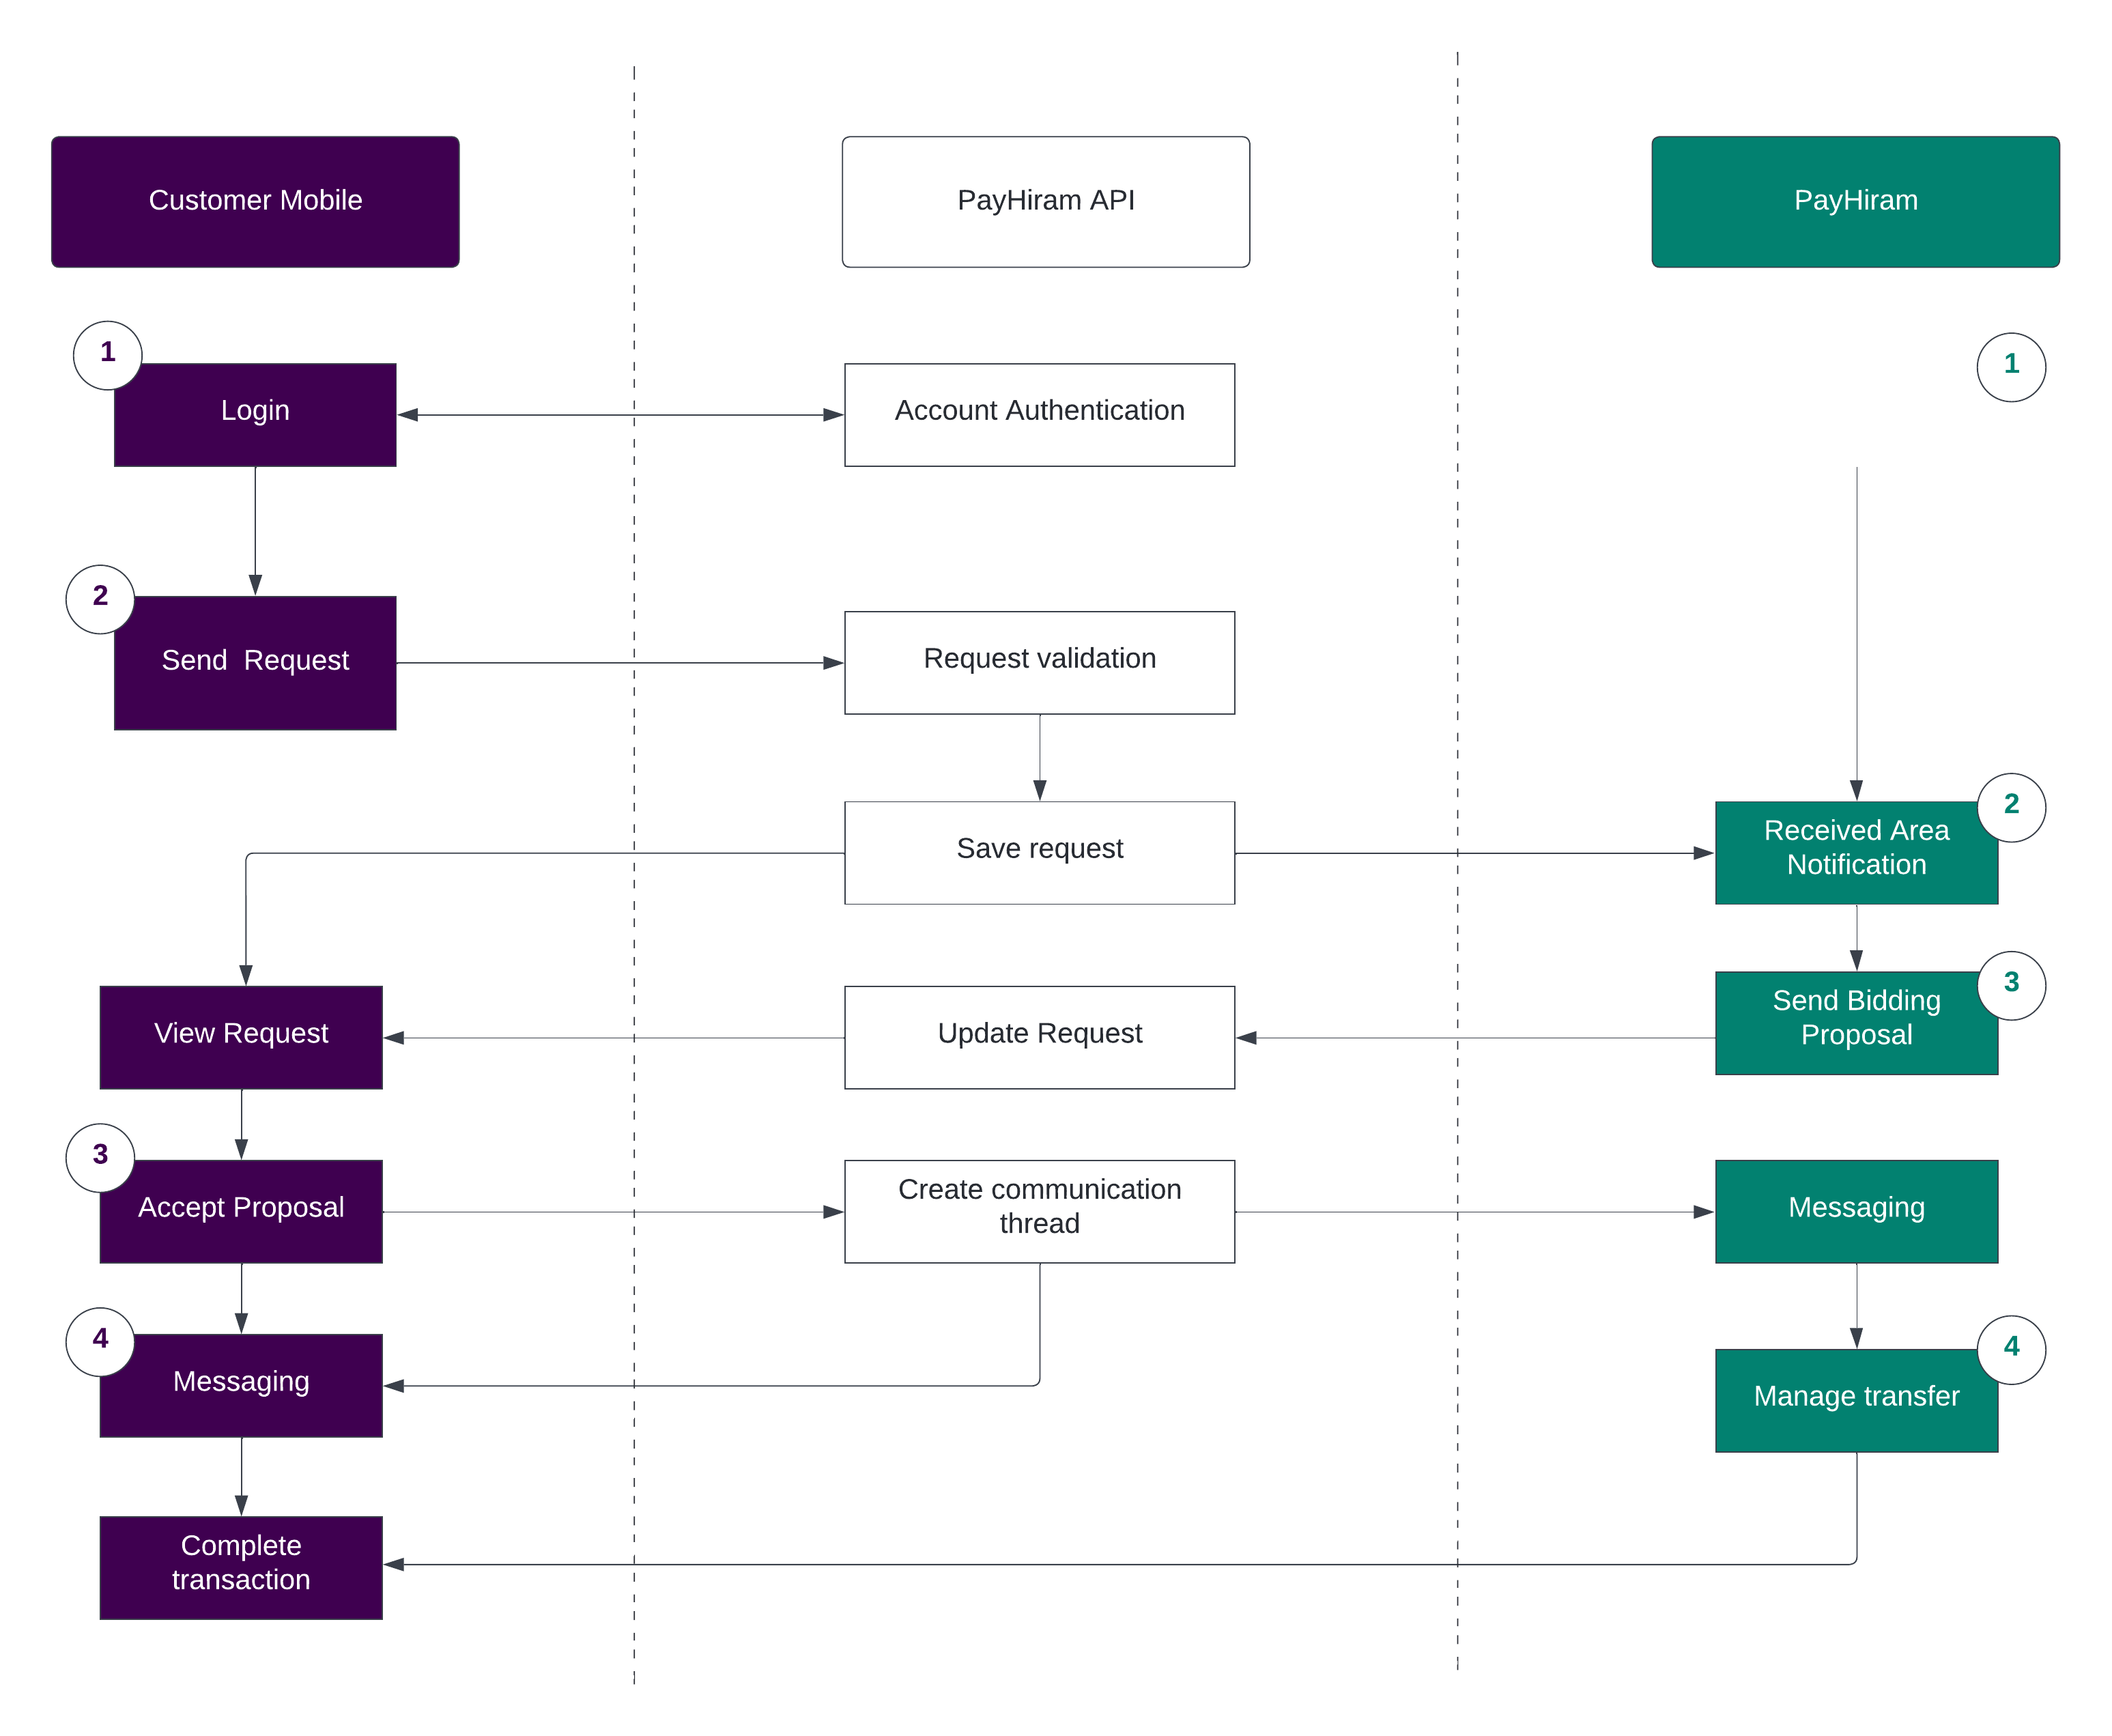 Customer Mobile
PayHiram API
PayHiram
1
1
Login
Account Authentication
2
Send  Request
Request validation
2
Save request
Received Area
Notification
3
View Request
Update Request
Send Bidding
Proposal
3
Accept Proposal
Create communication
thread
Messaging
4
4
Messaging
Manage transfer
Complete
transaction